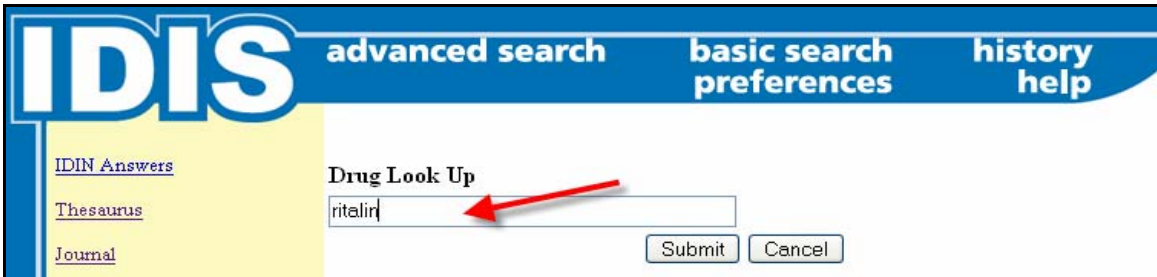 IDIS
advanced search
basic search
history
preferences
help
IDIN Answers
Drug Look Up
Thesaurus
ritalin
Journal
Submit
Cancel